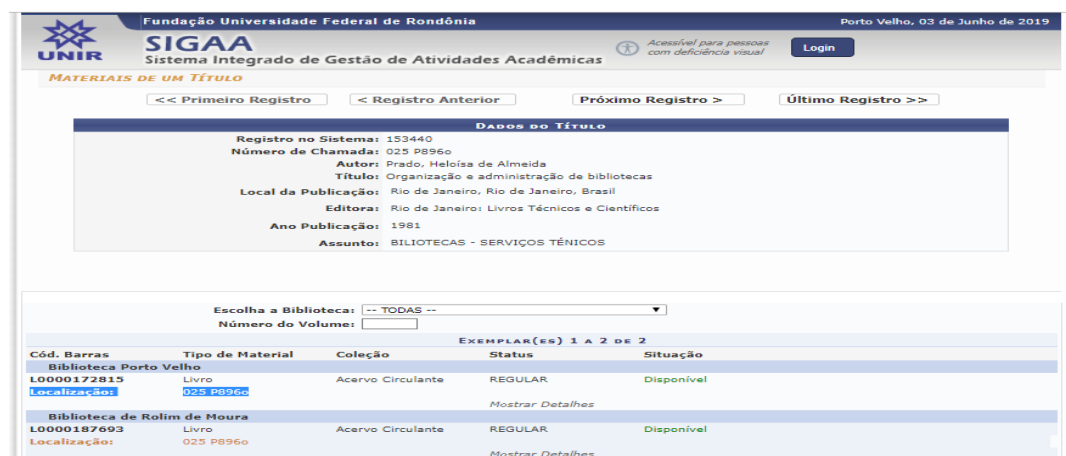 Fundação Universidade Federal de Rondônia Porto Velho, 03 de Junho de 2019
UNIR
SIGAA
Sistema Integrado de Gestão de Atividades Acadêmicas
Acessível para pessoas
com deficiência visual
Login
MATERIAIS DE UM TÍTULO
<< Primeiro Registro < Registro Anterior Próximo Registro > Último Registro >>
DADOS DO TÍTULO
Registro no Sistema: 153440
Número de Chamada: 025 P896o
Autor: Prado, Heloísa de Almeida
Título: Organização e administração de bibliotecas
Local da Publicação: Rio de Janeiro, Rio de Janeiro, Brasil
Editora: Rio de Janeiro: Livros Técnicos e Científicos
Ano Publicação: 1981
Assunto: BILIOTECAS - SERVIÇOS TÉNICOS
Escolha a Biblioteca: -- TODAS --
Número do Volume:
EXEMPLAR(ES) 1 A 2 DE 2
Cód. Barras Tipo de Material Coleção Status Situação
Biblioteca Porto Velho
L0000172815 Livro Acervo Circulante REGULAR Disponível
Localização: 025 P896o
Mostrar Detalhes
Biblioteca de Rolim de Moura
L0000187693 Livro Acervo Circulante REGULAR Disponível
Localização: 025 P896o
Mostrar Detalhes